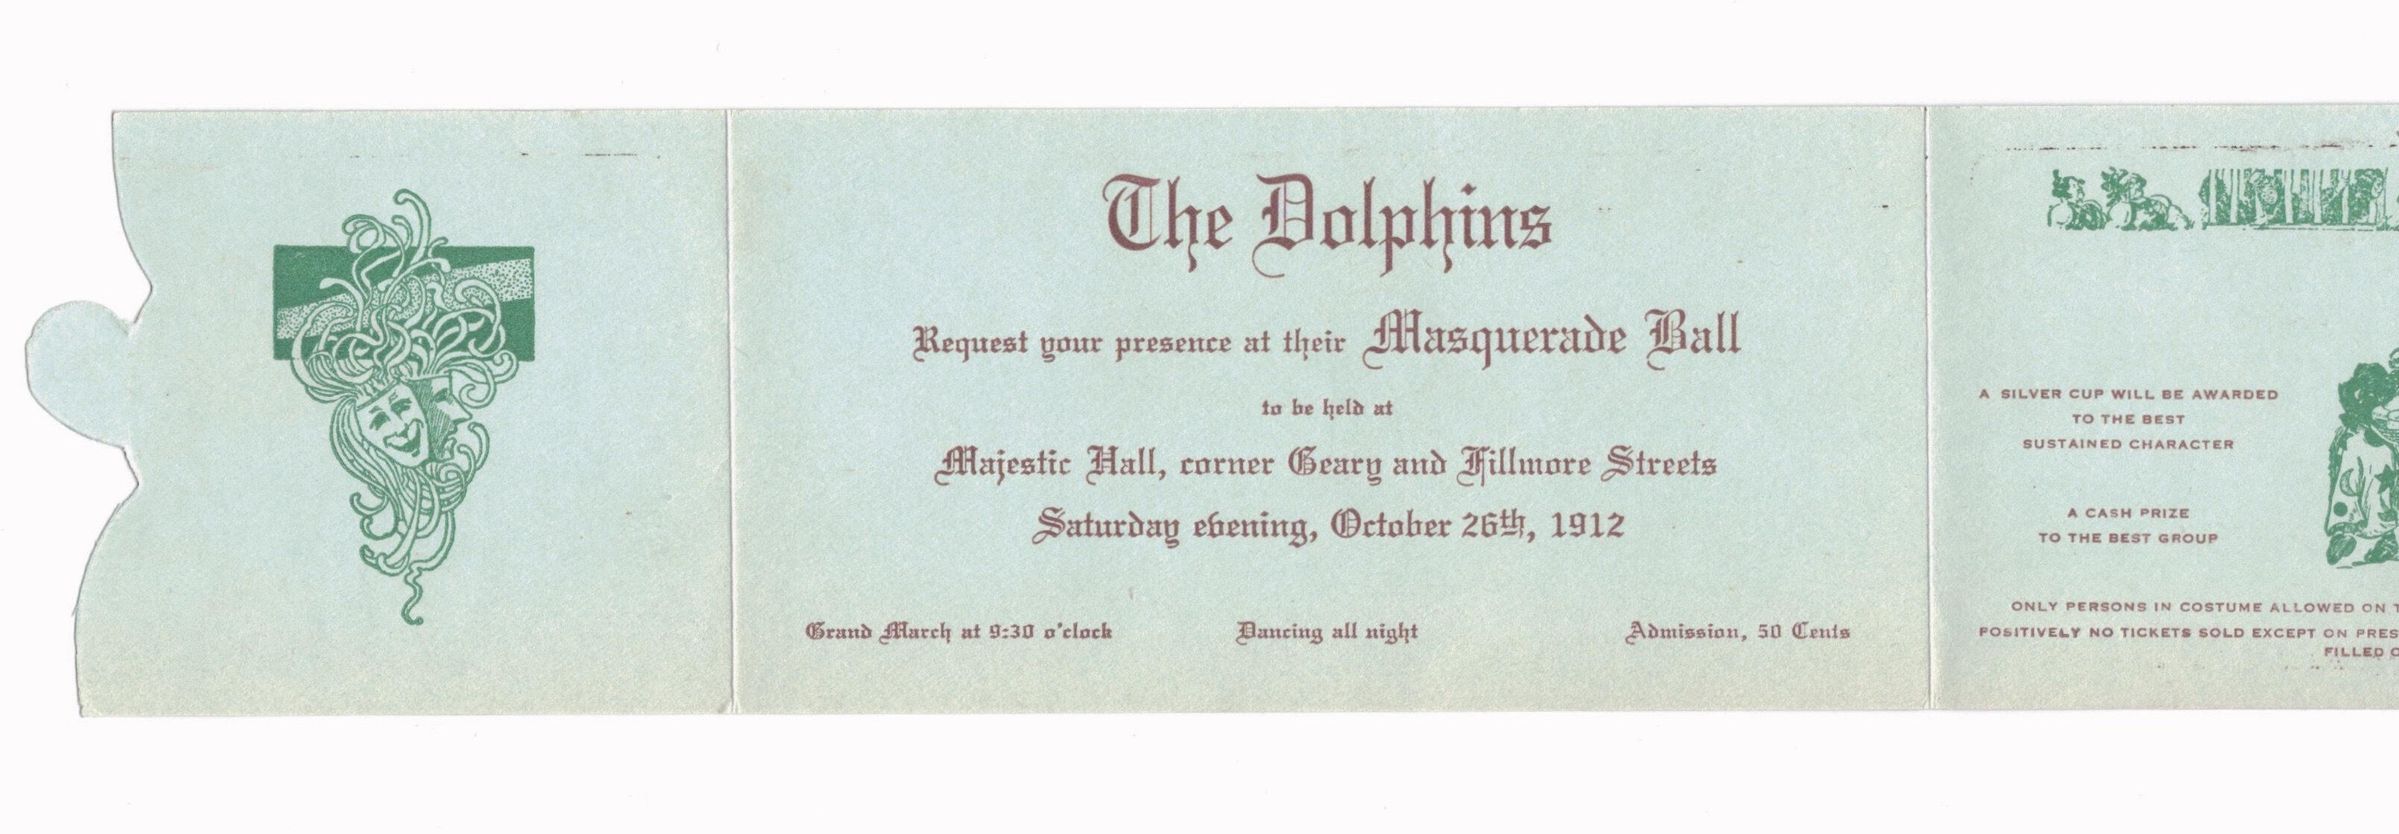 The Dolphins
Request your presence at their Masquerade Ball
to be held at
Majestic Hall, corner Geary and Fillmore Streets
Saturday evening, October 26th, 1912
Grand March at 9:30 o'clock Dancing all night Admission, 50 Cents
A SILVER CUP WILL BE AWARDED
TO THE BEST
SUSTAINED CHARACTER
A CASH PRIZE
TO THE BEST GROUP
ONLY PERSONS IN COSTUME ALLOWED ON
POSITIVELY NO TICKETS SOLD EXCEPT ON PRES
FILLED